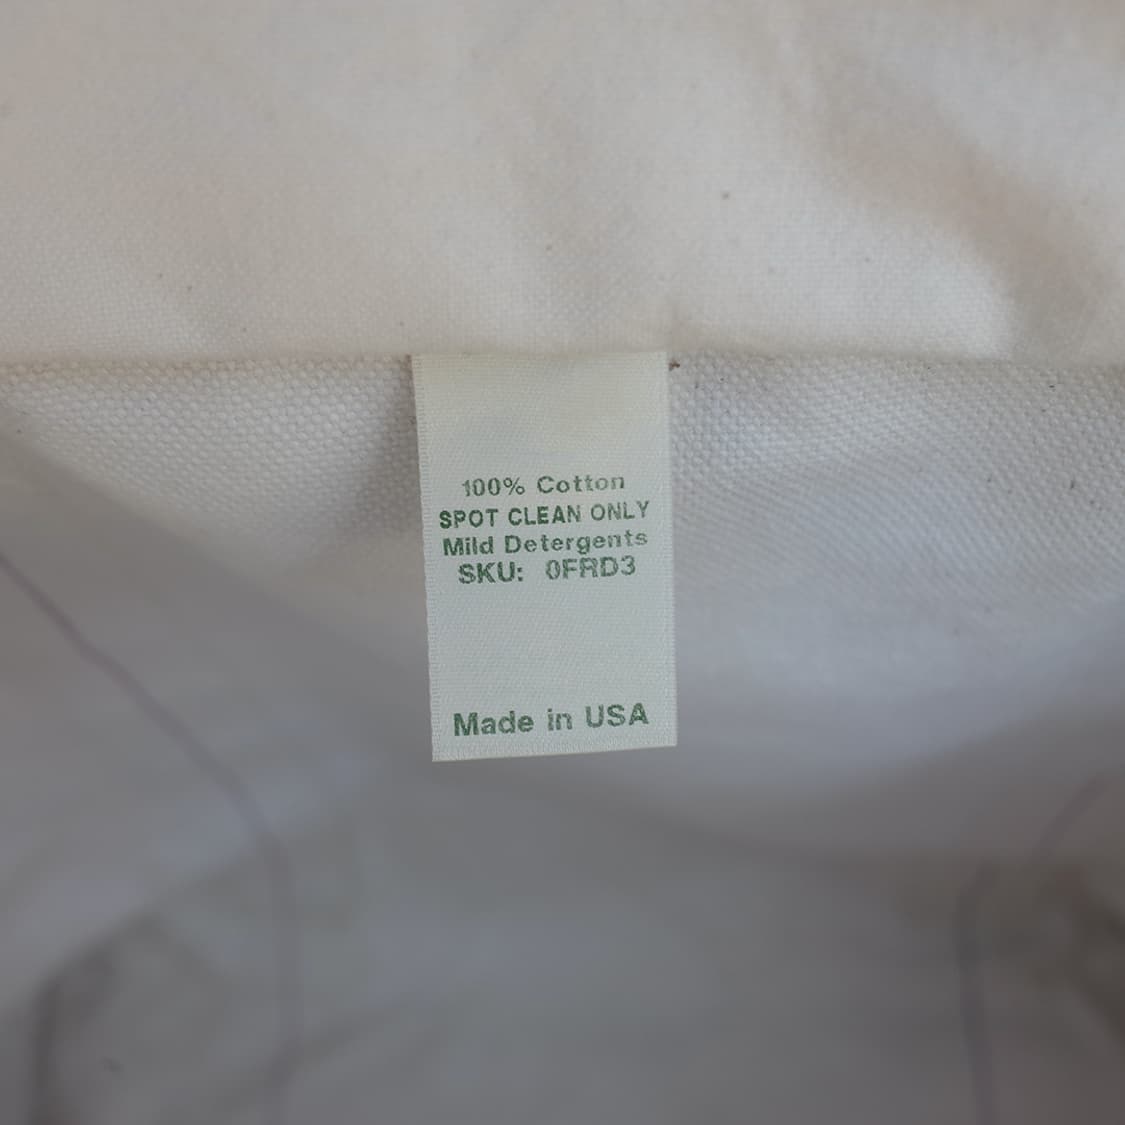 100% Cotton
SPOT CLEAN ONLY
Mild Detergents
SKU: 0FRD3
Made in USA